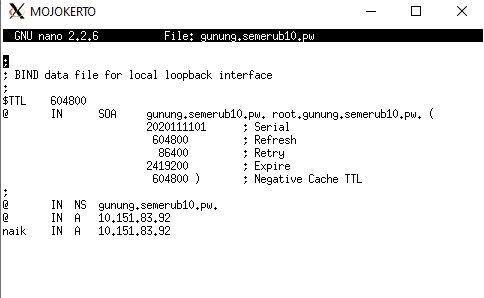 MOJOKERTO
GNU nano 2.2.6 File: gunung.semerub10.pw
;
; BIND data file for local loopback interface
;
$TTL 604800
@ IN SOA gunung.semerub10.pw. root.gunung.semerub10.pw. (
2020111101 ; Serial
604800 ; Refresh
86400 ; Retry
2419200 ; Expire
604800 ) ; Negative Cache TTL
;
@ IN NS gunung.semerub10.pw.
@ IN A 10.151.83.92
naik IN A 10.151.83.92